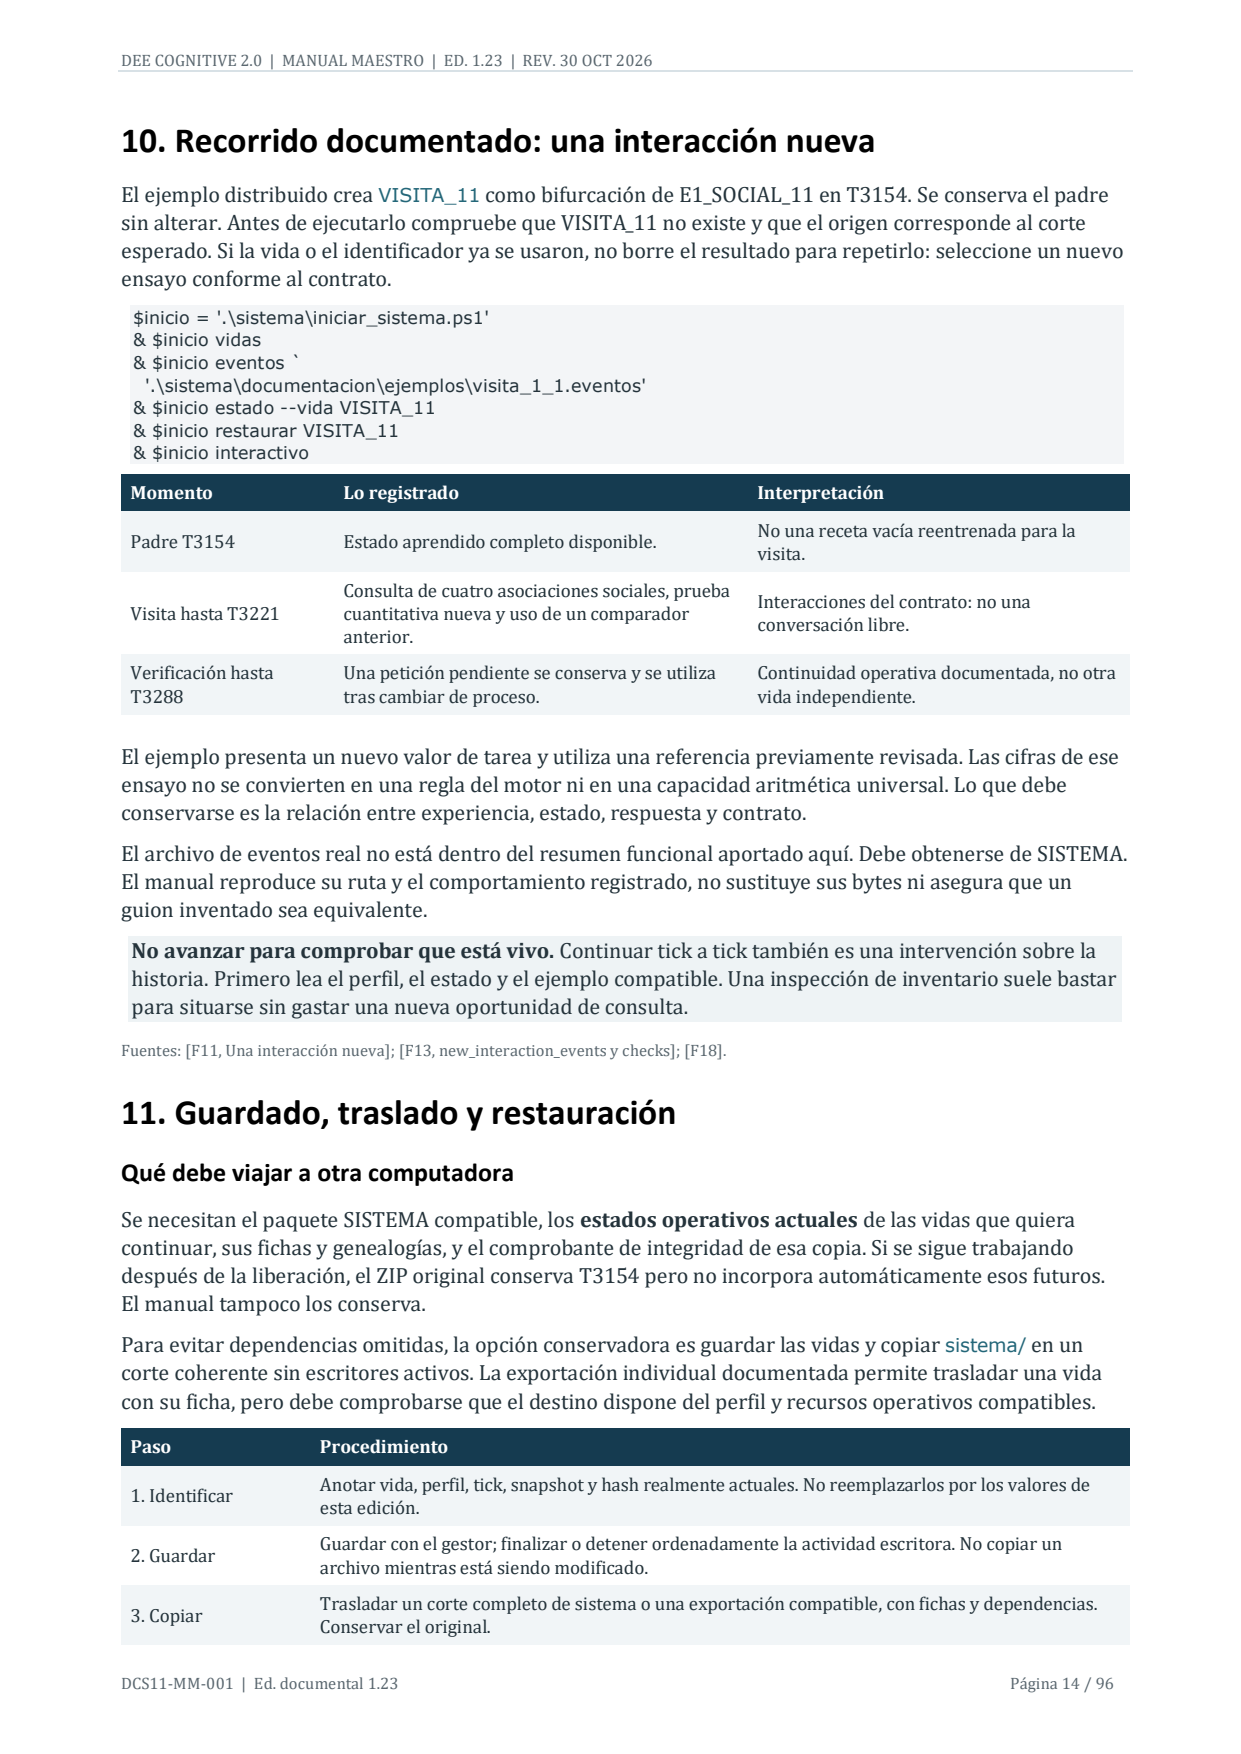 DEE COGNITIVE 2.0 | MANUAL MAESTRO | ED. 1.23 | REV. 30 OCT 2026
10. Recorrido documentado: una interacción nueva
El ejemplo distribuido crea VISITA_11 como bifurcación de E1_SOCIAL_11 en T3154. Se conserva el padre
sin alterar. Antes de ejecutarlo compruebe que VISITA_11 no existe y que el origen corresponde al corte
esperado. Si la vida o el identificador ya se usaron, no borre el resultado para repetirlo: seleccione un nuevo
ensayo conforme al contrato.
$inicio = '.\sistema\iniciar_sistema.ps1'
& $inicio vidas
& $inicio eventos `
'.\sistema\documentacion\ejemplos\visita_1_1.eventos'
& $inicio estado --vida VISITA_11
& $inicio restaurar VISITA_11
& $inicio interactivo
Momento Lo registrado Interpretación
Padre T3154 Estado aprendido completo disponible. No una receta vacía reentrenada para la
visita.
Visita hasta T3221 Consulta de cuatro asociaciones sociales, prueba
cuantitativa nueva y uso de un comparador
anterior.
Interacciones del contrato: no una
conversación libre.
Verificación hasta
T3288
Una petición pendiente se conserva y se utiliza
tras cambiar de proceso.
Continuidad operativa documentada, no otra
vida independiente.
El ejemplo presenta un nuevo valor de tarea y utiliza una referencia previamente revisada. Las cifras de ese
ensayo no se convierten en una regla del motor ni en una capacidad aritmética universal. Lo que debe
conservarse es la relación entre experiencia, estado, respuesta y contrato.
El archivo de eventos real no está dentro del resumen funcional aportado aquí. Debe obtenerse de SISTEMA.
El manual reproduce su ruta y el comportamiento registrado, no sustituye sus bytes ni asegura que un
guion inventado sea equivalente.
No avanzar para comprobar que está vivo. Continuar tick a tick también es una intervención sobre la
historia. Primero lea el perfil, el estado y el ejemplo compatible. Una inspección de inventario suele bastar
para situarse sin gastar una nueva oportunidad de consulta.
Fuentes: [F11, Una interacción nueva]; [F13, new_interaction_events y checks]; [F18].
11. Guardado, traslado y restauración
Qué debe viajar a otra computadora
Se necesitan el paquete SISTEMA compatible, los estados operativos actuales de las vidas que quiera
continuar, sus fichas y genealogías, y el comprobante de integridad de esa copia. Si se sigue trabajando
después de la liberación, el ZIP original conserva T3154 pero no incorpora automáticamente esos futuros.
El manual tampoco los conserva.
Para evitar dependencias omitidas, la opción conservadora es guardar las vidas y copiar sistema/ en un
corte coherente sin escritores activos. La exportación individual documentada permite trasladar una vida
con su ficha, pero debe comprobarse que el destino dispone del perfil y recursos operativos compatibles.
Paso Procedimiento
1. Identificar Anotar vida, perfil, tick, snapshot y hash realmente actuales. No reemplazarlos por los valores de
esta edición.
2. Guardar Guardar con el gestor; finalizar o detener ordenadamente la actividad escritora. No copiar un
archivo mientras está siendo modificado.
3. Copiar Trasladar un corte completo de sistema o una exportación compatible, con fichas y dependencias.
Conservar el original.
DCS11-MM-001 | Ed. documental 1.23 Página 14 / 96